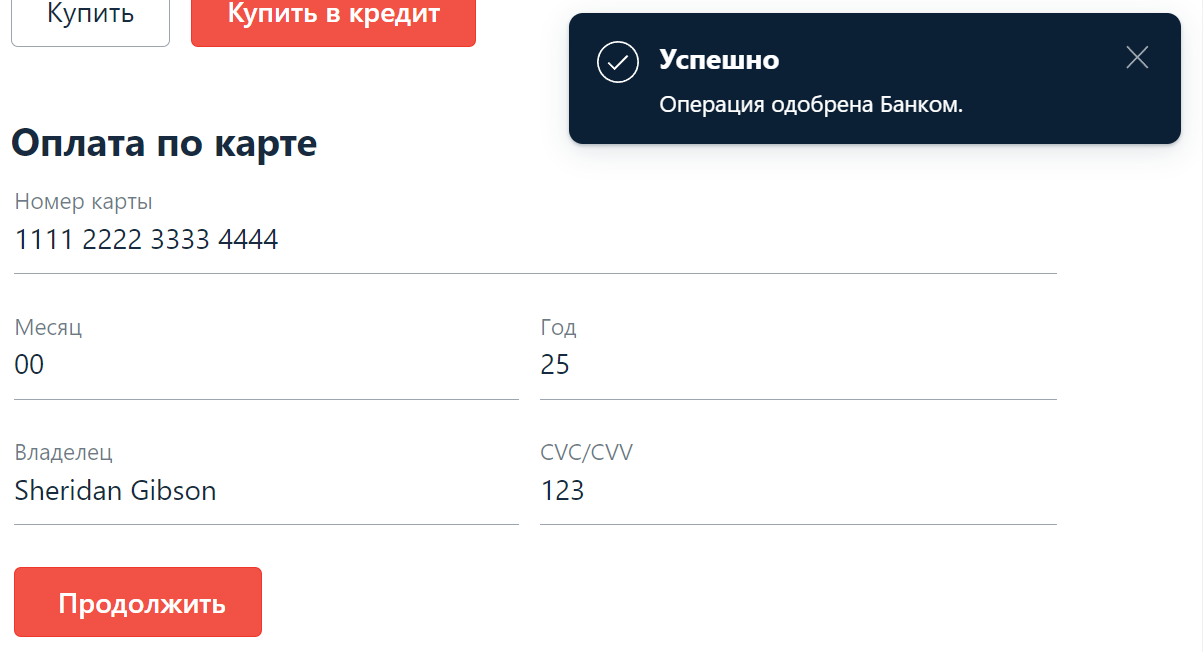 Купить
Купить в кредит
Успешно
Операция одобрена Банком.
Оплата по карте
Номер карты
1111 2222 3333 4444
Месяц
Год
00
25
Владелец
CVC/CVV
Sheridan Gibson
123
Продолжить